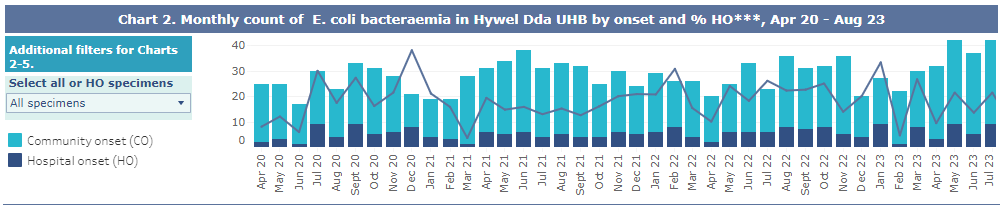 Chart 2. Monthly count of  E. coli bacteraemia in Hywel Dda UHB by onset and % HO***, Apr 20 - Aug 23
Additional filters for Charts
2-5.
Select all or HO specimens
All specimens
Community onset (CO)
Hospital onset (HO)
40
30
20
10
0
Apr 20
May 20
Jun 20
Jul 20
Aug 20
Sept 20
Oct 20
Nov 20
Dec 20
Jan 21
Feb 21
Mar 21
Apr 21
May 21
Jun 21
Jul 21
Aug 21
Sept 21
Oct 21
Nov 21
Dec 21
Jan 22
Feb 22
Mar 22
Apr 22
May 22
Jun 22
Jul 22
Aug 22
Sept 22
Oct 22
Nov 22
Dec 22
Jan 23
Feb 23
Mar 23
Apr 23
May 23
Jun 23
Jul 23